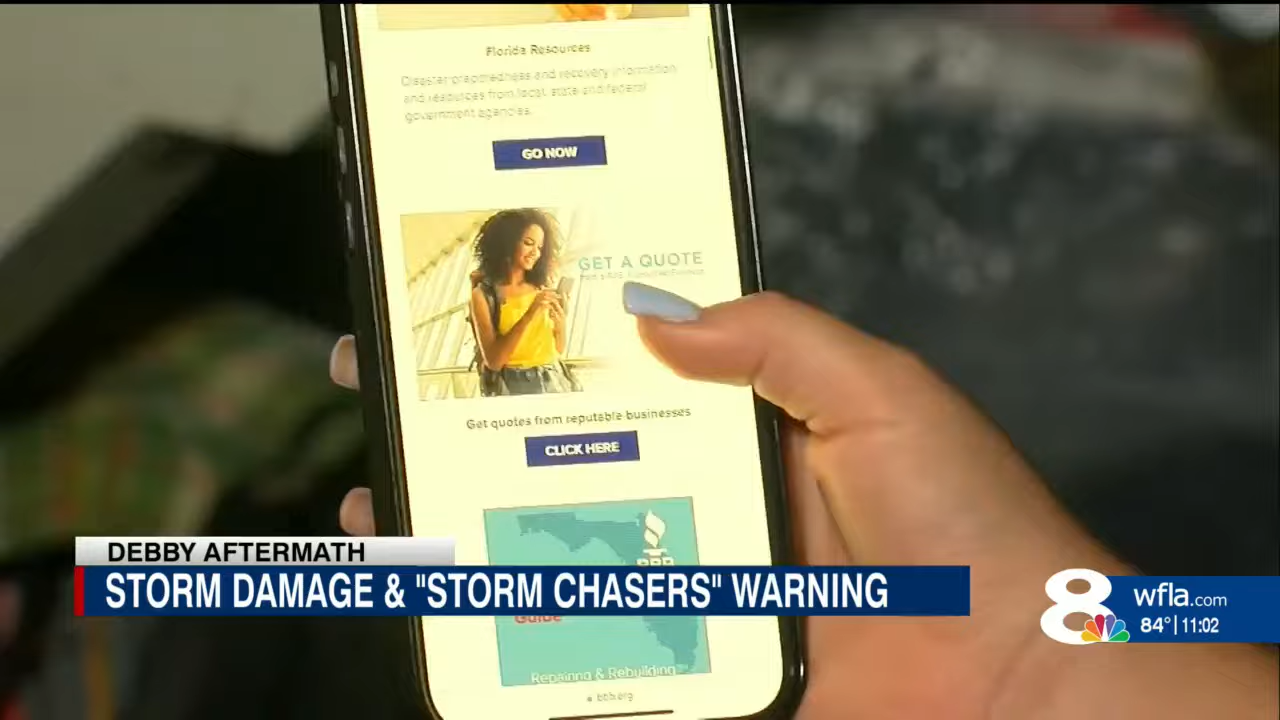 Florida Resources
Disaster preparedness and recovery information
and resources from local, state and federal
government agencies.
GO NOW
GET A QUOTE
Get quotes from reputable businesses
CLICK HERE
BBB
DEBBY AFTERMATH
STORM DAMAGE & "STORM CHASERS" WARNING
Guide
Repairing & Rebuilding
bbb.org
8
wfla.com
84° | 11:02